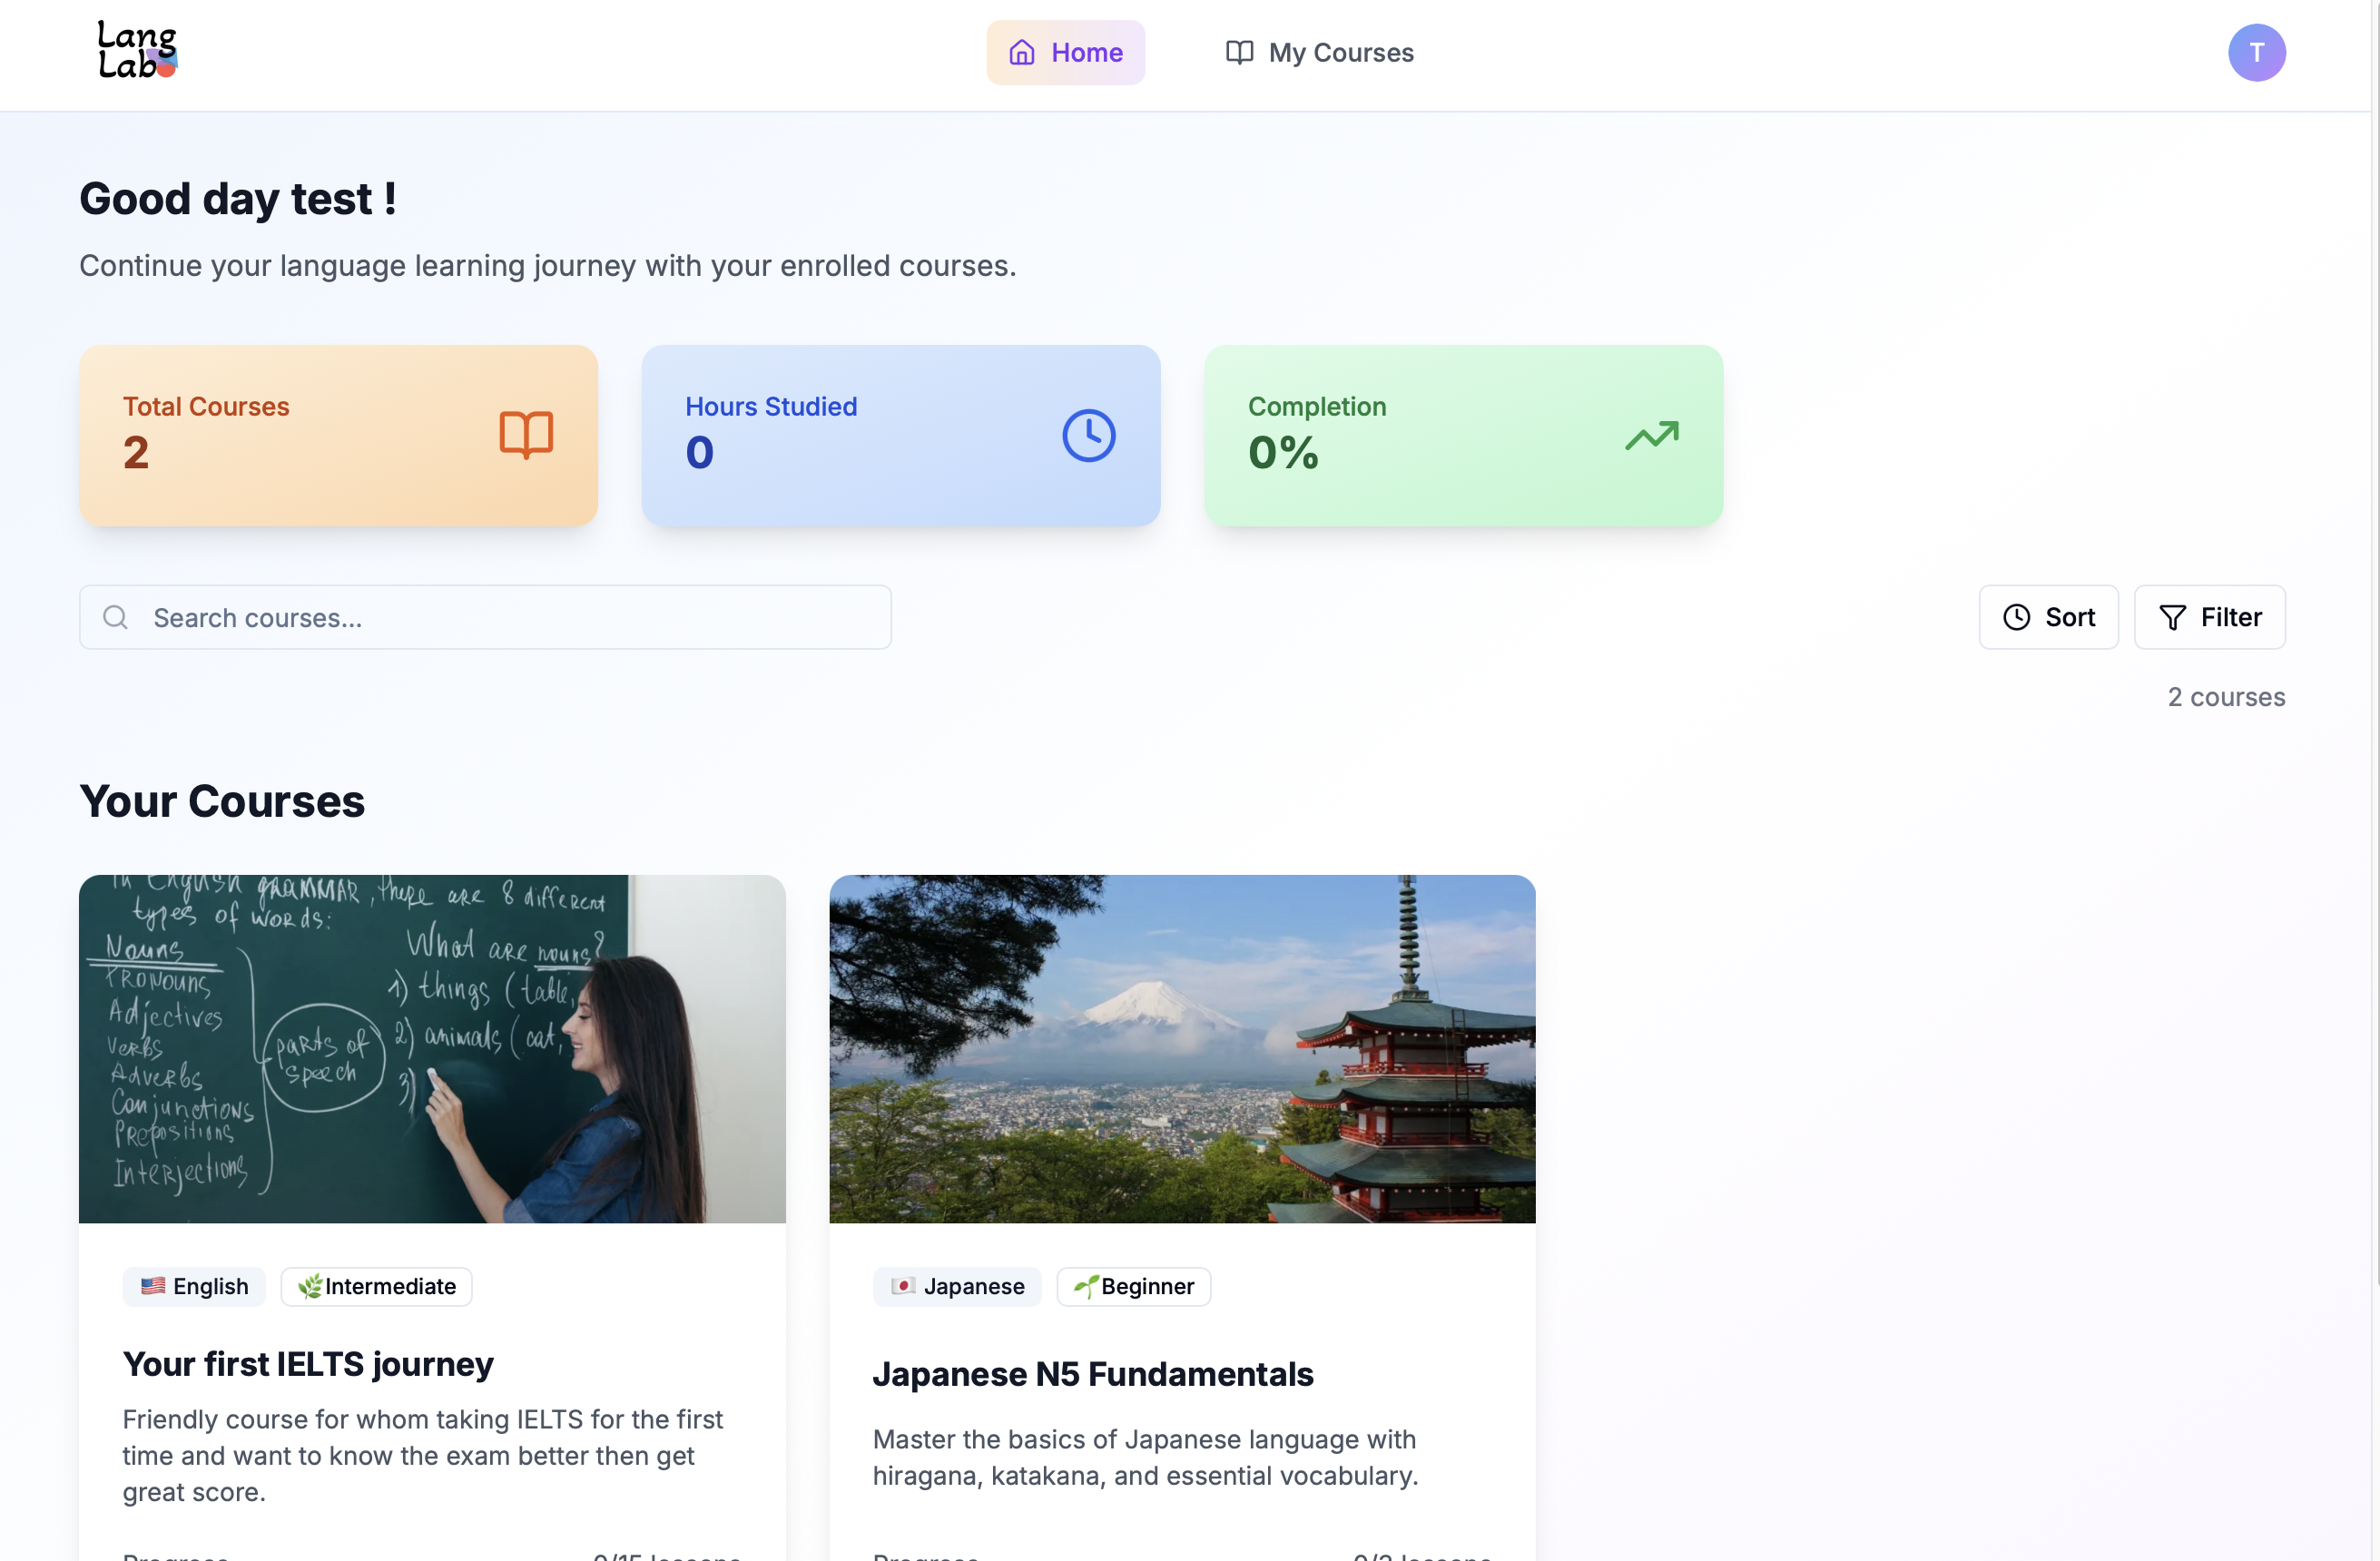 Lang
Lab
Home
My Courses
T
Good day test !
Continue your language learning journey with your enrolled courses.
Total Courses
2
Hours Studied
0
Completion
0%
Search courses...
Sort
Filter
2 courses
Your Courses
In English GRAMMAR, there are 8 different
types of words:
Nouns
PRONOUNS
Adjectives
Verbs
Adverbs
Conjunctions
Prepositions
Interjections
parts of
speech
What are nouns?
1) things (table,
2) animals (cat,
3)
English
Intermediate
Your first IELTS journey
Friendly course for whom taking IELTS for the first
time and want to know the exam better then get
great score.
Progress
0/15 lessons
Japanese
Beginner
Japanese N5 Fundamentals
Master the basics of Japanese language with
hiragana, katakana, and essential vocabulary.
Progress